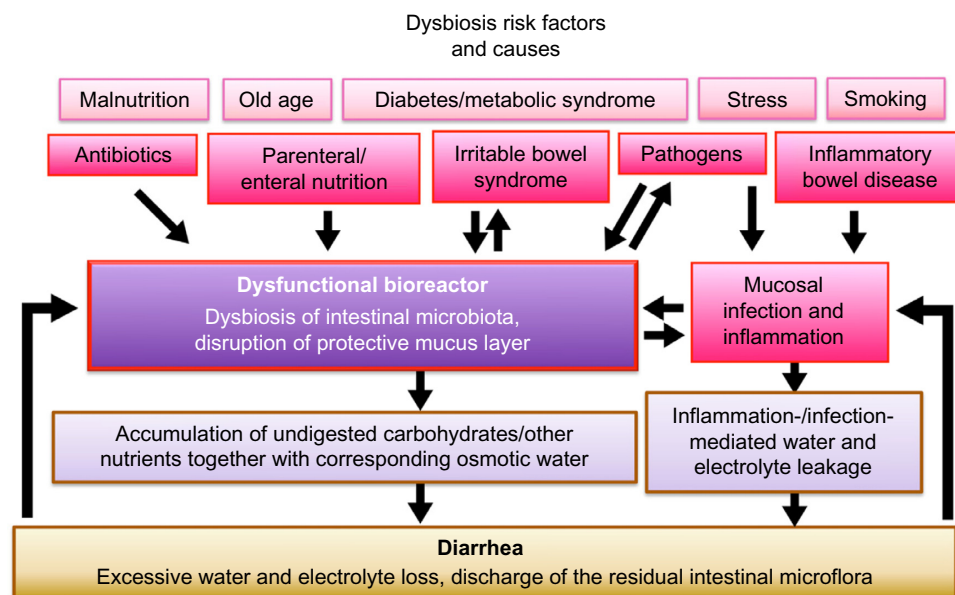 Dysbiosis risk factors
and causes
Malnutrition
Old age
Diabetes/metabolic syndrome
Stress
Smoking
Antibiotics
Parenteral/
enteral nutrition
Irritable bowel
syndrome
Pathogens
Inflammatory
bowel disease
Dysfunctional bioreactor
Dysbiosis of intestinal microbiota,
disruption of protective mucus layer
Mucosal
infection and
inflammation
Accumulation of undigested carbohydrates/other
nutrients together with corresponding osmotic water
Inflammation-/infection-
mediated water and
electrolyte leakage
Diarrhea
Excessive water and electrolyte loss, discharge of the residual intestinal microflora